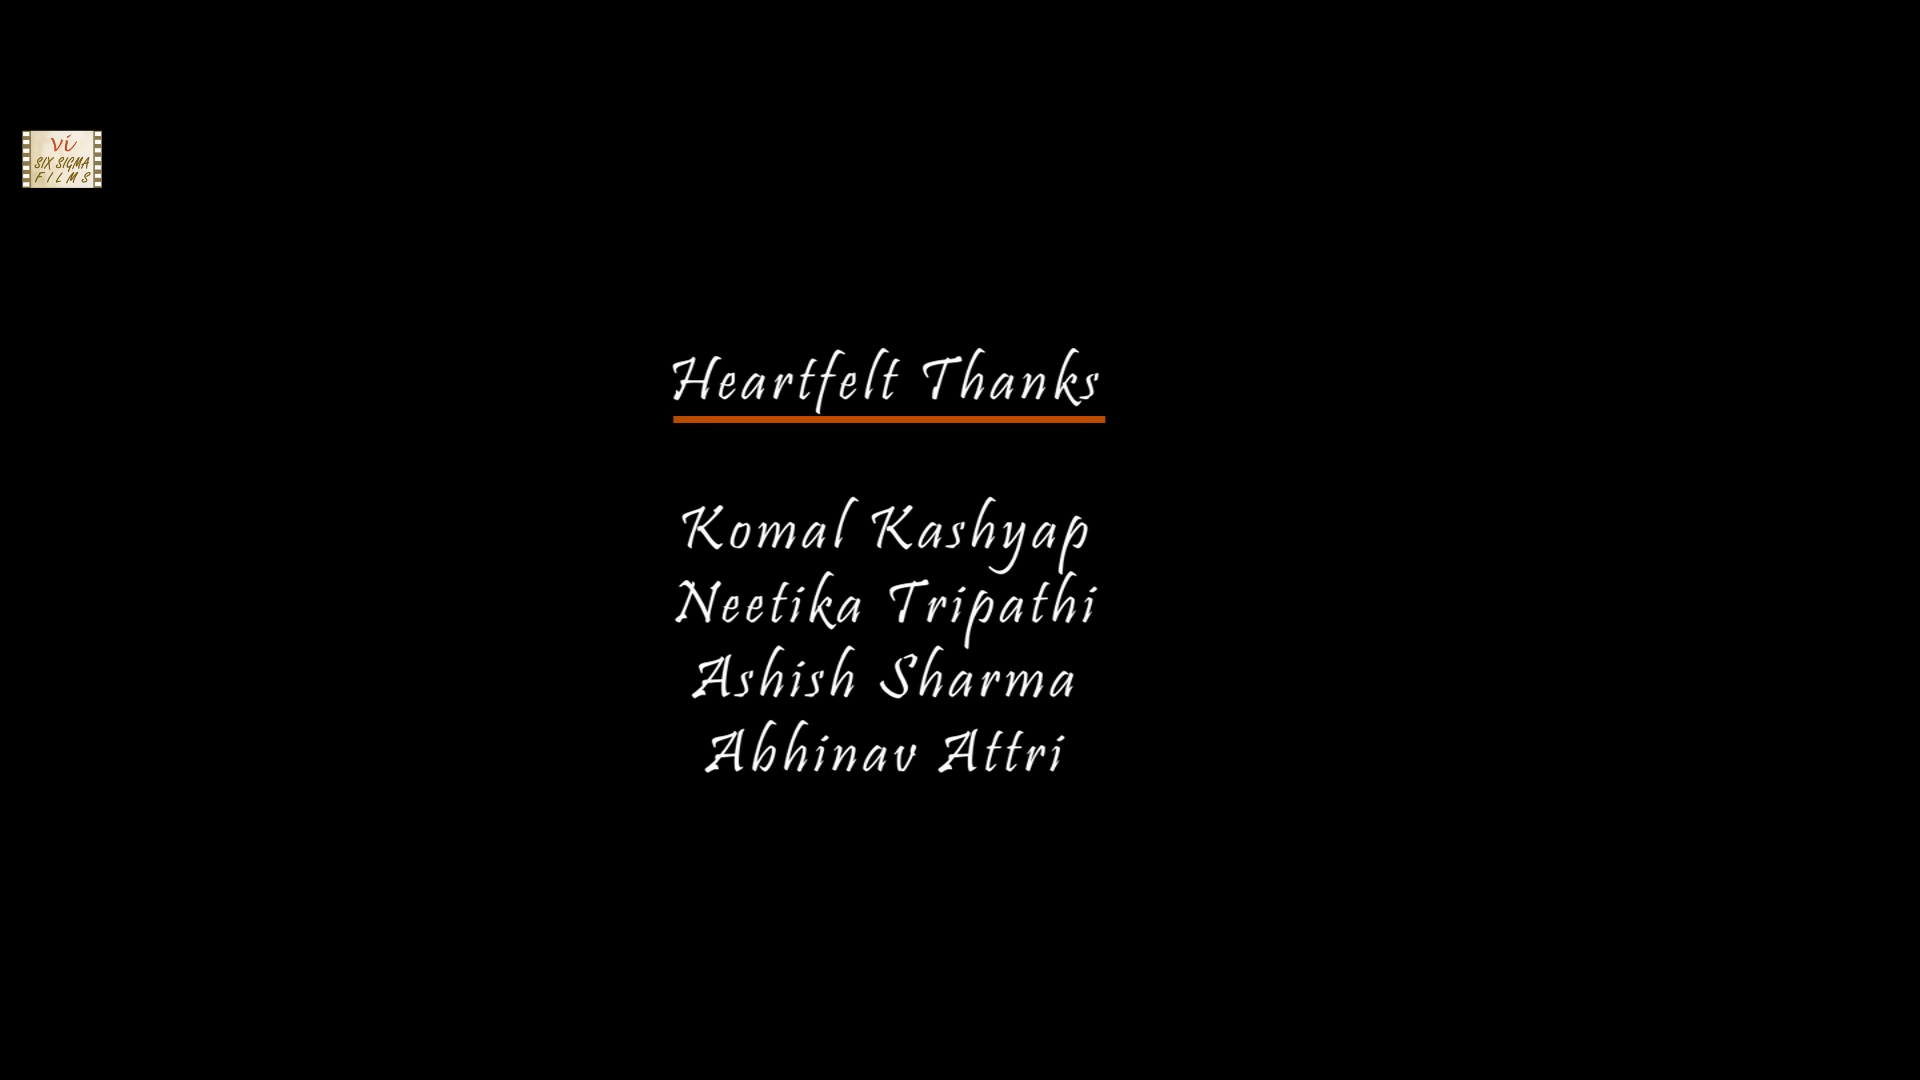 vi
SIX SIGMA
FILMS
Heartfelt Thanks
Komal Kashyap
Neetika Tripathi
Ashish Sharma
Abhinav Attri